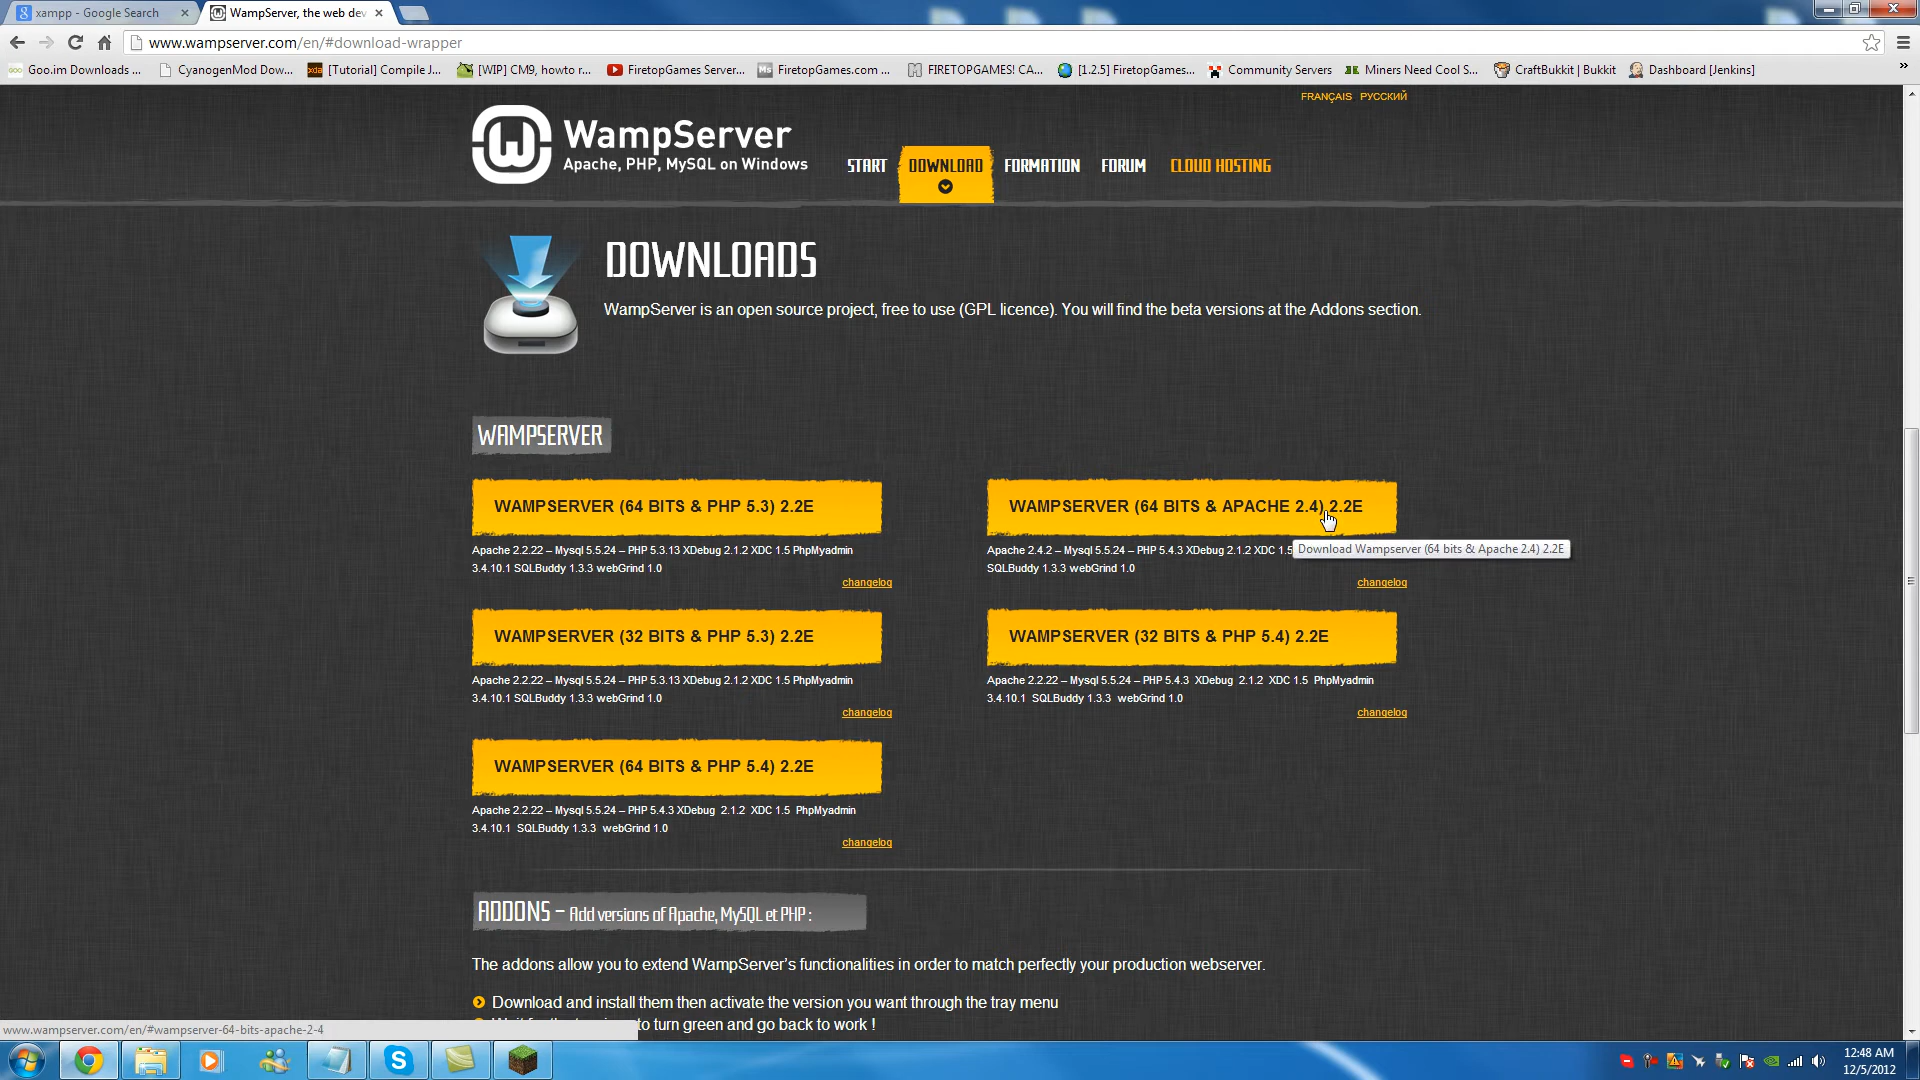 xampp - Google Search
WampServer, the web dev
www.wampserver.com/en/#download-wrapper
Goo.im Downloads ...
CyanogenMod Dow...
[Tutorial] Compile J...
[WIP] CM9, howto r...
FiretopGames Server...
FiretopGames.com ...
FIRETOPGAMES! CA...
[1.2.5] FiretopGames...
Community Servers
Miners Need Cool S...
CraftBukkit | Bukkit
Dashboard [Jenkins]
»
FRANÇAIS РУССКИЙ
WampServer
Apache, PHP, MySQL on Windows
START
DOWNLOAD
FORMATION
FORUM
CLOUD HOSTING
DOWNLOADS
WampServer is an open source project, free to use (GPL licence). You will find the beta versions at the Addons section.
WAMPSERVER
WAMPSERVER (64 BITS & PHP 5.3) 2.2E
Apache 2.2.22 – Mysql 5.5.24 – PHP 5.3.13 XDebug 2.1.2 XDC 1.5 PhpMyadmin
3.4.10.1 SQLBuddy 1.3.3 webGrind 1.0
changelog
WAMPSERVER (64 BITS & APACHE 2.4) 2.2E
Apache 2.4.2 – Mysql 5.5.24 – PHP 5.4.3 XDebug 2.1.2 XDC 1.5
Download Wampserver (64 bits & Apache 2.4) 2.2E
SQLBuddy 1.3.3 webGrind 1.0
changelog
WAMPSERVER (32 BITS & PHP 5.3) 2.2E
Apache 2.2.22 – Mysql 5.5.24 – PHP 5.3.13 XDebug 2.1.2 XDC 1.5 PhpMyadmin
3.4.10.1 SQLBuddy 1.3.3 webGrind 1.0
changelog
WAMPSERVER (32 BITS & PHP 5.4) 2.2E
Apache 2.2.22 – Mysql 5.5.24 – PHP 5.4.3 XDebug 2.1.2 XDC 1.5 PhpMyadmin
3.4.10.1 SQLBuddy 1.3.3 webGrind 1.0
changelog
WAMPSERVER (64 BITS & PHP 5.4) 2.2E
Apache 2.2.22 – Mysql 5.5.24 – PHP 5.4.3 XDebug 2.1.2 XDC 1.5 PhpMyadmin
3.4.10.1 SQLBuddy 1.3.3 webGrind 1.0
changelog
ADDONS – Add versions of Apache, MySQL et PHP :
The addons allow you to extend WampServer's functionalities in order to match perfectly your production webserver.
Download and install them then activate the version you want through the tray menu
to turn green and go back to work !
www.wampserver.com/en/#wampserver-64-bits-apache-2-4
12:48 AM
12/5/2012